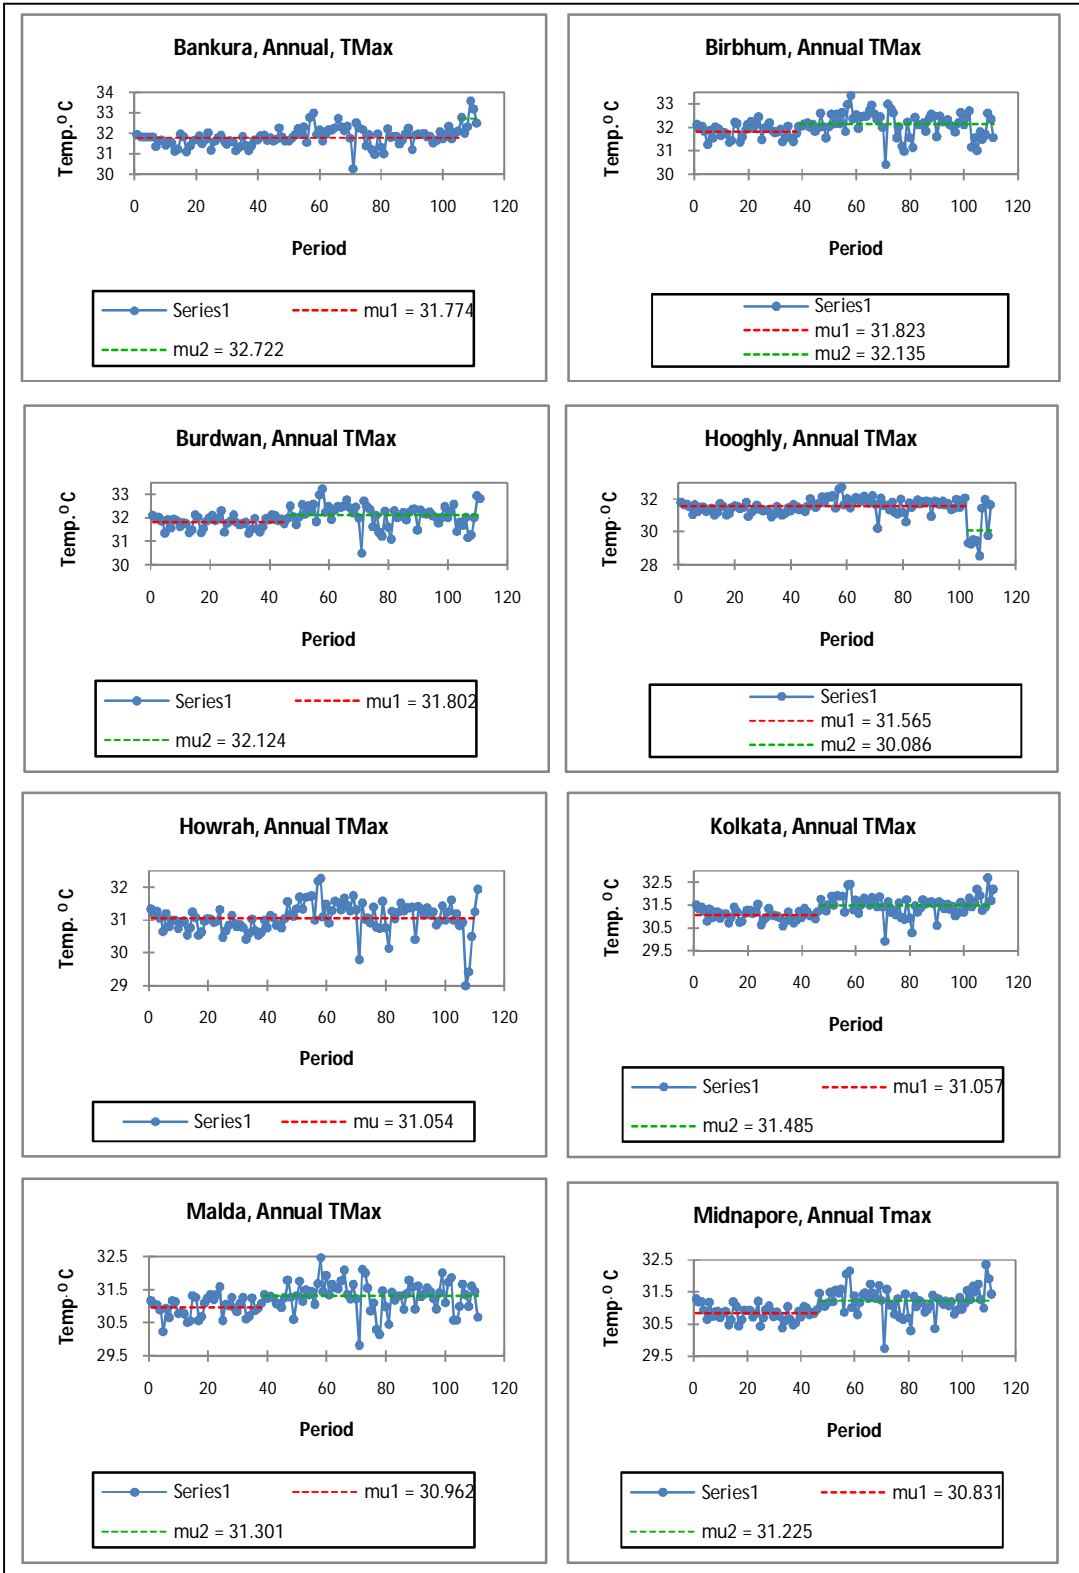 Bankura, Annual, TMax
Temp.⁰ C
34
33
32
31
30
0 20 40 60 80 100 120
Period
Series1 mu1 = 31.774
mu2 = 32.722
Birbhum, Annual TMax
Temp.⁰ C
33
32
31
30
0 20 40 60 80 100 120
Period
Series1
mu1 = 31.823
mu2 = 32.135
Burdwan, Annual TMax
Temp.⁰ C
33
32
31
30
0 20 40 60 80 100 120
Period
Series1 mu1 = 31.802
mu2 = 32.124
Hooghly, Annual TMax
Temp.⁰ C
32
30
28
0 20 40 60 80 100 120
Period
Series1
mu1 = 31.565
mu2 = 30.086
Howrah, Annual TMax
Temp. ⁰ C
32
31
30
29
0 20 40 60 80 100 120
Period
Series1 mu = 31.054
Kolkata, Annual TMax
Temp. ⁰ C
32.5
31.5
30.5
29.5
0 20 40 60 80 100 120
Period
Series1 mu1 = 31.057
mu2 = 31.485
Malda, Annual TMax
Temp.⁰ C
32.5
31.5
30.5
29.5
0 20 40 60 80 100 120
Period
Series1 mu1 = 30.962
mu2 = 31.301
Midnapore, Annual Tmax
Temp.⁰ C
32.5
31.5
30.5
29.5
0 20 40 60 80 100 120
Period
Series1 mu1 = 30.831
mu2 = 31.225